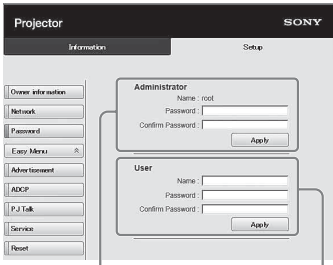 Projector
SONY
Information
Setup
Owner information
Network
Password
Easy Menu
Advertisement
ADCP
PJ Talk
Service
Reset
Administrator
Name : root
Password :
Confirm Password :
Apply
User
Name :
Password :
Confirm Password :
Apply